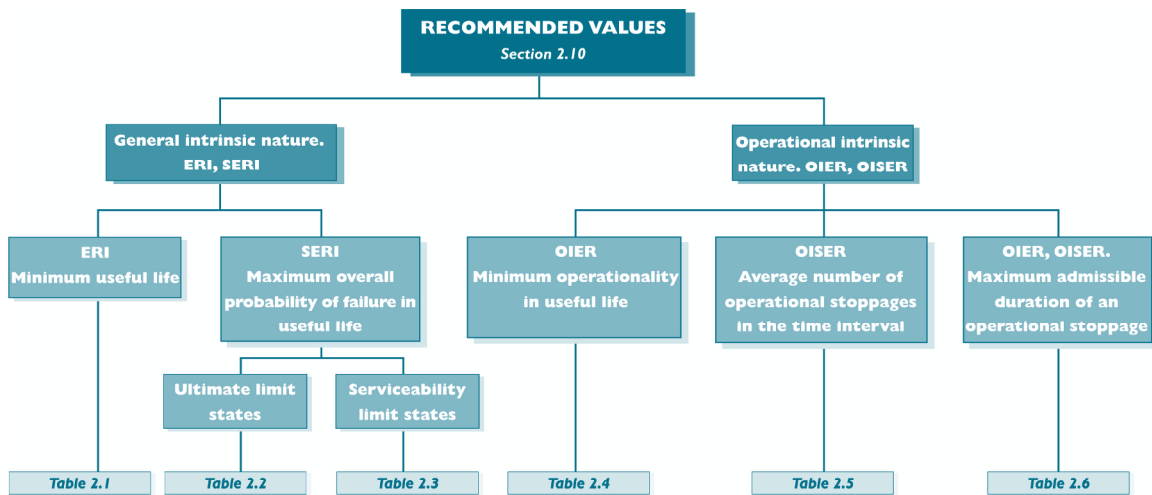 RECOMMENDED VALUES
Section 2.10
General intrinsic nature.
ERI, SERI
Operational intrinsic
nature. OIER, OISER
ERI
Minimum useful life
SERI
Maximum overall
probability of failure in
useful life
OIER
Minimum operationality
in useful life
OISER
Average number of
operational stoppages
in the time interval
OIER, OISER.
Maximum admissible
duration of an
operational stoppage
Ultimate limit
states
Serviceability
limit states
Table 2.1
Table 2.2
Table 2.3
Table 2.4
Table 2.5
Table 2.6